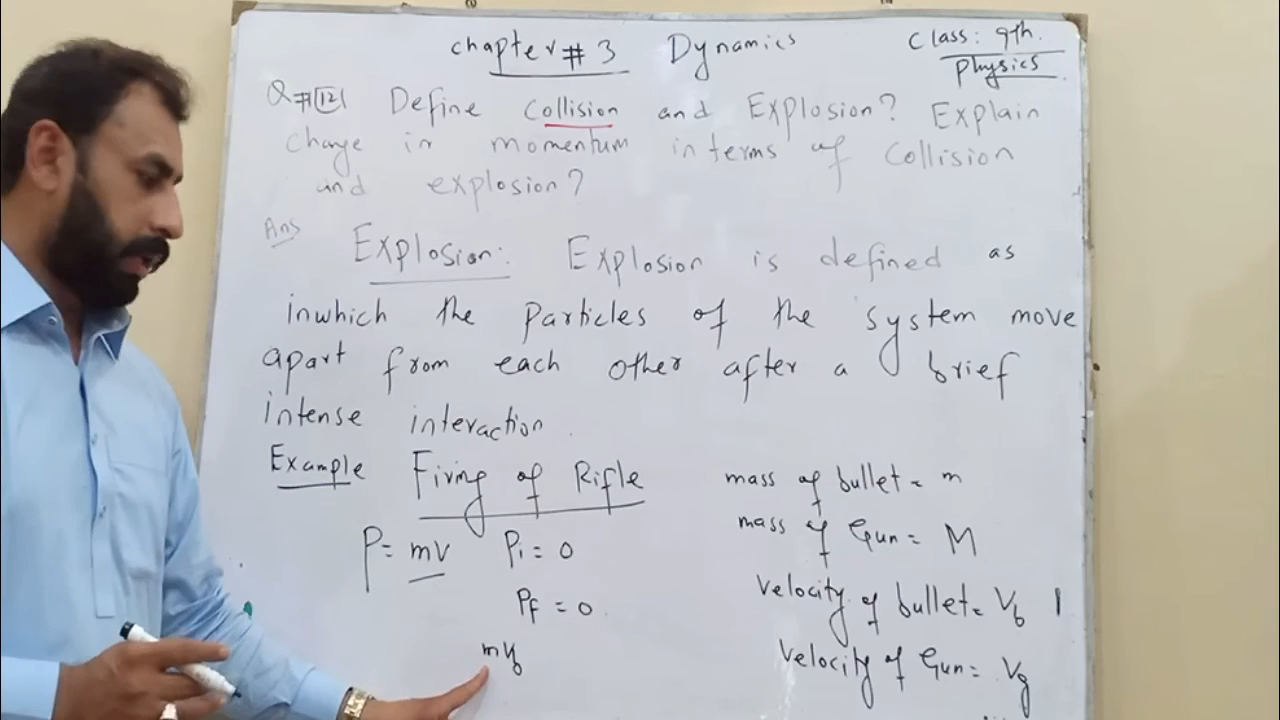 Chapter # 3 Dynamics Class: 9th.
Physics
Q#12 Define Collision and Explosion? Explain
change in momentum in terms of Collision
and explosion?
Ans
Explosion: Explosion is defined as
inwhich the particles of the system move
apart from each other after a brief
intense interaction.
Example Firing of Rifle
mass of bullet = m
mass of Gun = M
P = mv Pi = 0
Velocity of bullet = Vb
Pf = 0
Velocity of Gun = Vg
mVb